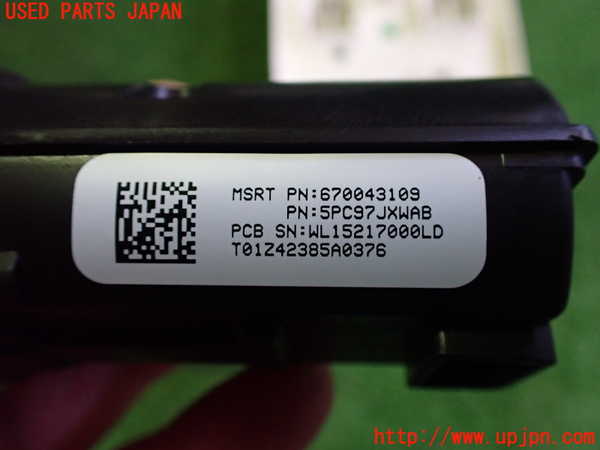 USED PARTS JAPAN
MSRT PN:670043109
PN:5PC97JXWAB
PCB SN:WL15217000LD
T01Z42385A0376
http://www.upjpn.com/